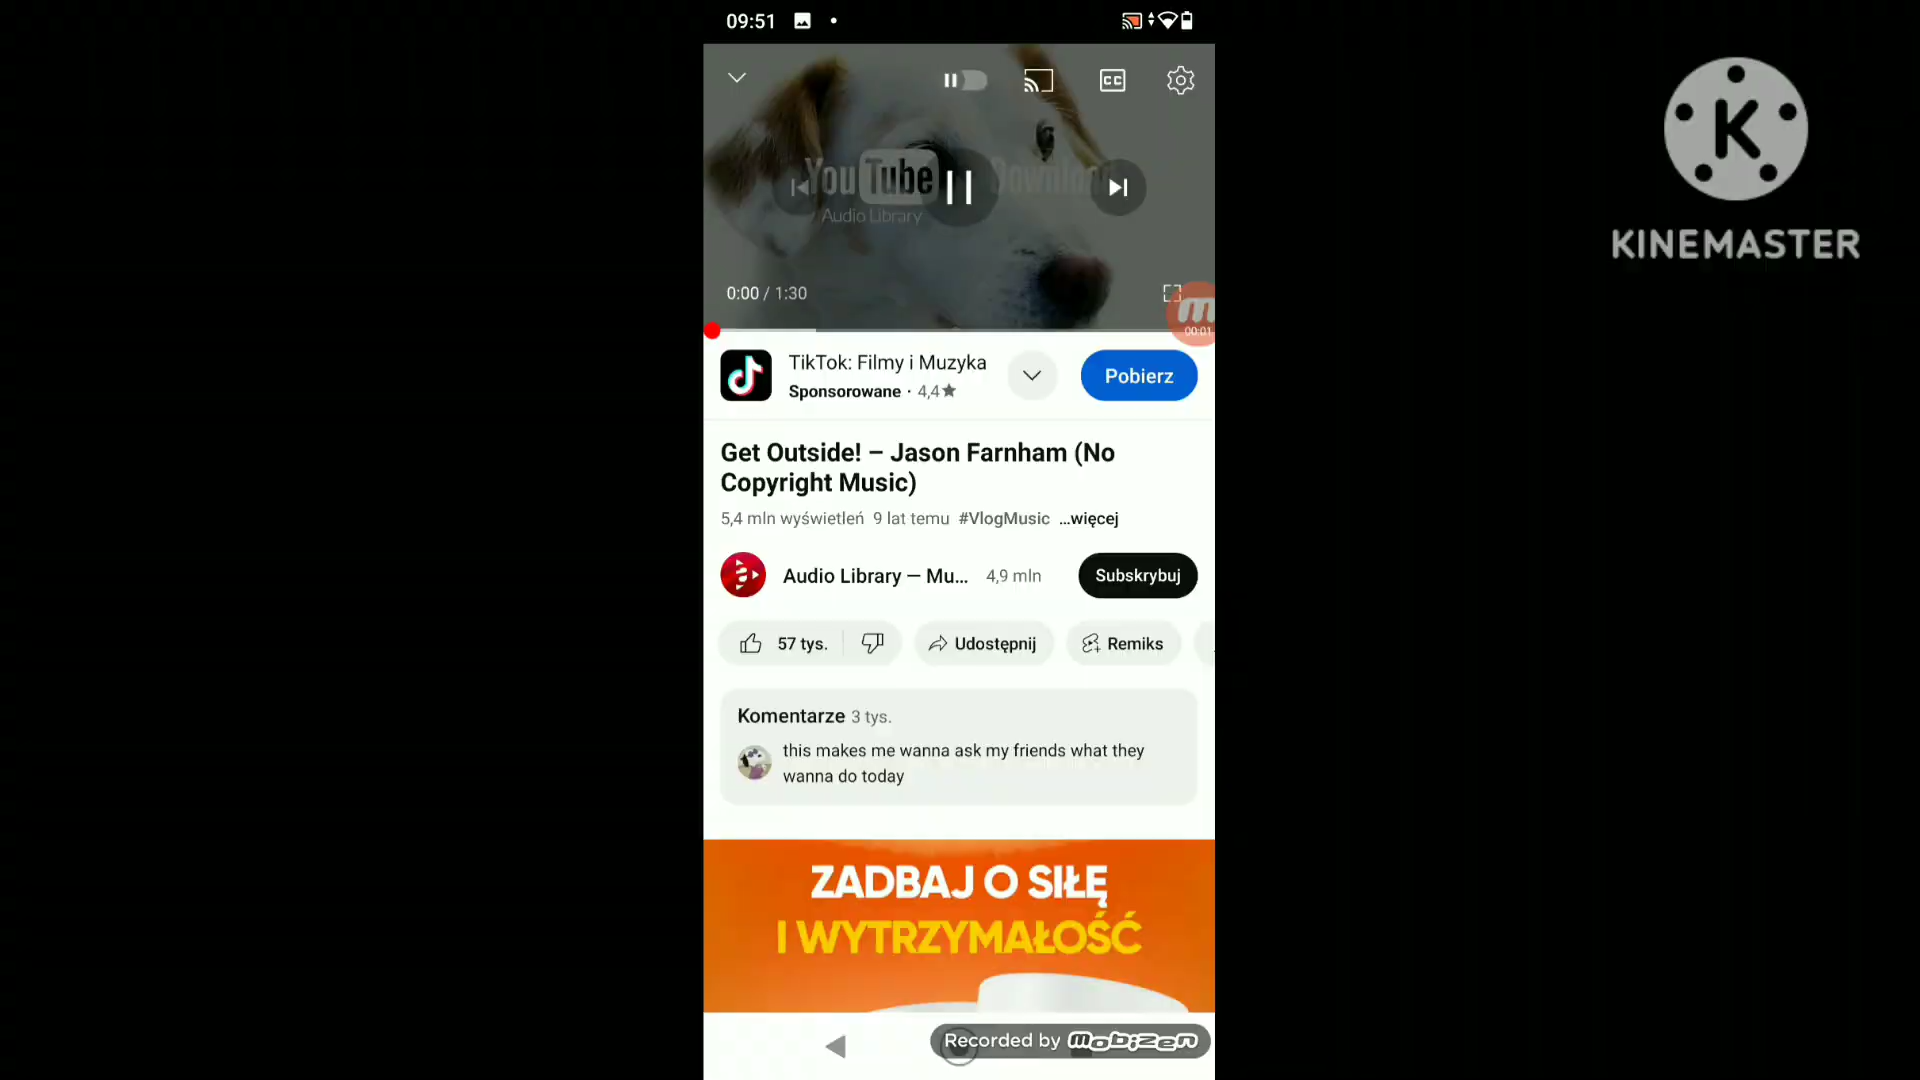 09:51
K
KINEMASTER
CC
YouTube Download
Audio Library
0:00 / 1:30
00:01
TikTok: Filmy i Muzyka
Sponsorowane · 4,4★
Pobierz
Get Outside! – Jason Farnham (No
Copyright Music)
5,4 mln wyświetleń 9 lat temu #VlogMusic ...więcej
Audio Library — Mu... 4,9 mln
Subskrybuj
57 tys.
Udostępnij
Remiks
Komentarze 3 tys.
this makes me wanna ask my friends what they
wanna do today
ZADBAJ O SIŁĘ
I WYTRZYMAŁOŚĆ
Recorded by mobizen